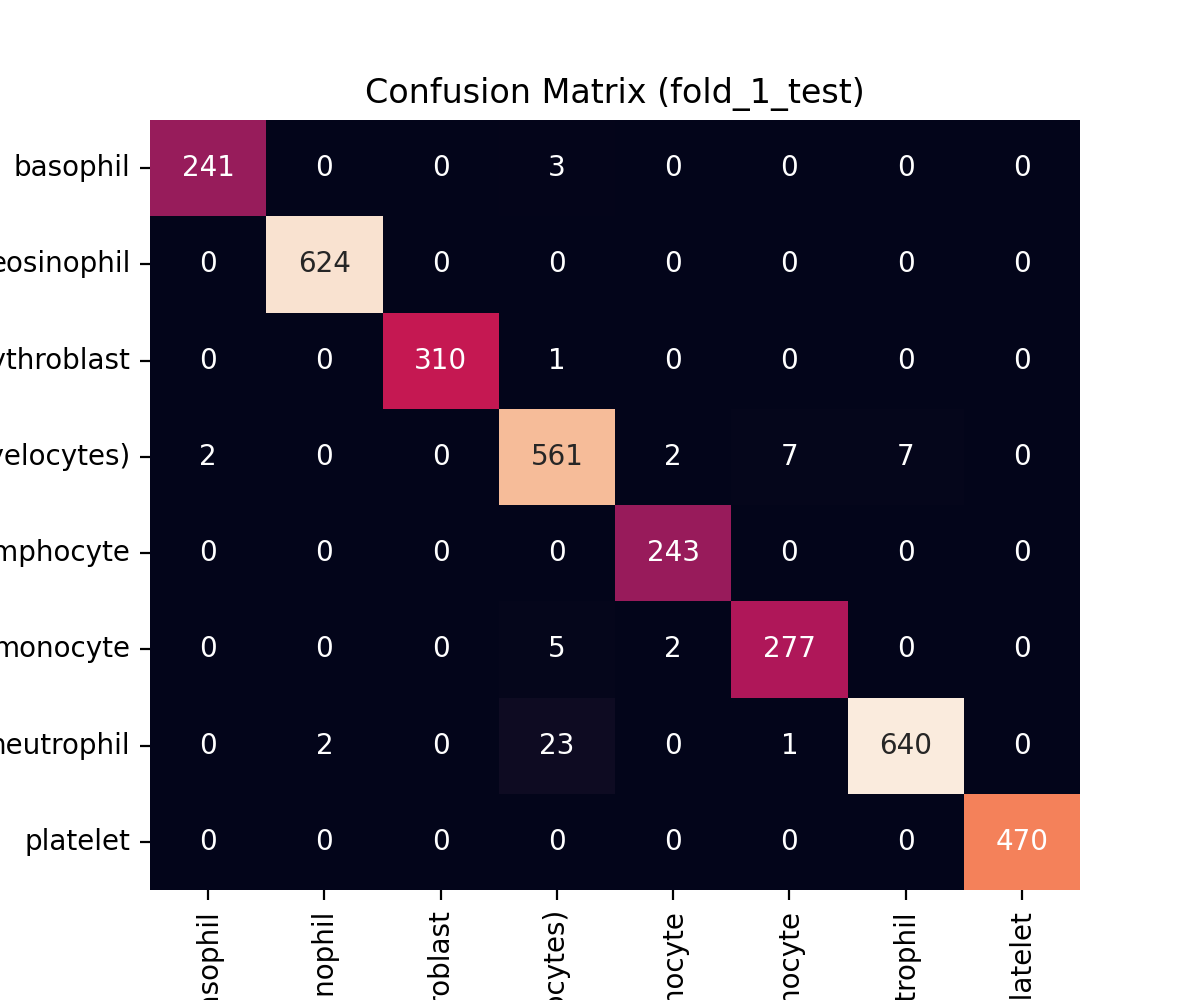 Confusion Matrix (fold_1_test)
basophil 241 0 0 3 0 0 0 0
eosinophil 0 624 0 0 0 0 0 0
ythroblast 0 0 310 1 0 0 0 0
velocytes) 2 0 0 561 2 7 7 0
mphocyte 0 0 0 0 243 0 0 0
monocyte 0 0 0 5 2 277 0 0
neutrophil 0 2 0 23 0 1 640 0
platelet 0 0 0 0 0 0 0 470
asophil
nophil
roblast
ocytes)
nocyte
nocyte
trophil
latelet